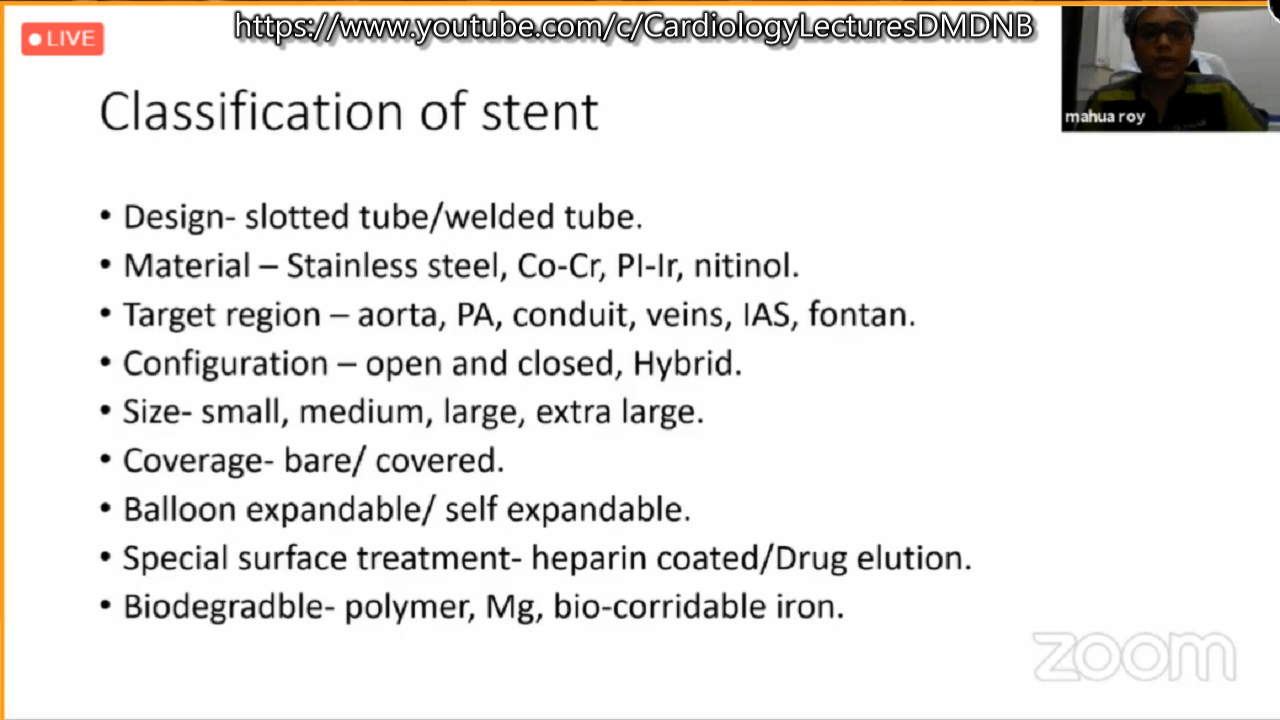 https://www.youtube.com/c/CardiologyLecturesDMDNB
LIVE
mahua roy
Classification of stent
• Design- slotted tube/welded tube.
• Material – Stainless steel, Co-Cr, Pl-Ir, nitinol.
• Target region – aorta, PA, conduit, veins, IAS, fontan.
• Configuration – open and closed, Hybrid.
• Size- small, medium, large, extra large.
• Coverage- bare/ covered.
• Balloon expandable/ self expandable.
• Special surface treatment- heparin coated/Drug elution.
• Biodegradble- polymer, Mg, bio-corridable iron.
zoom